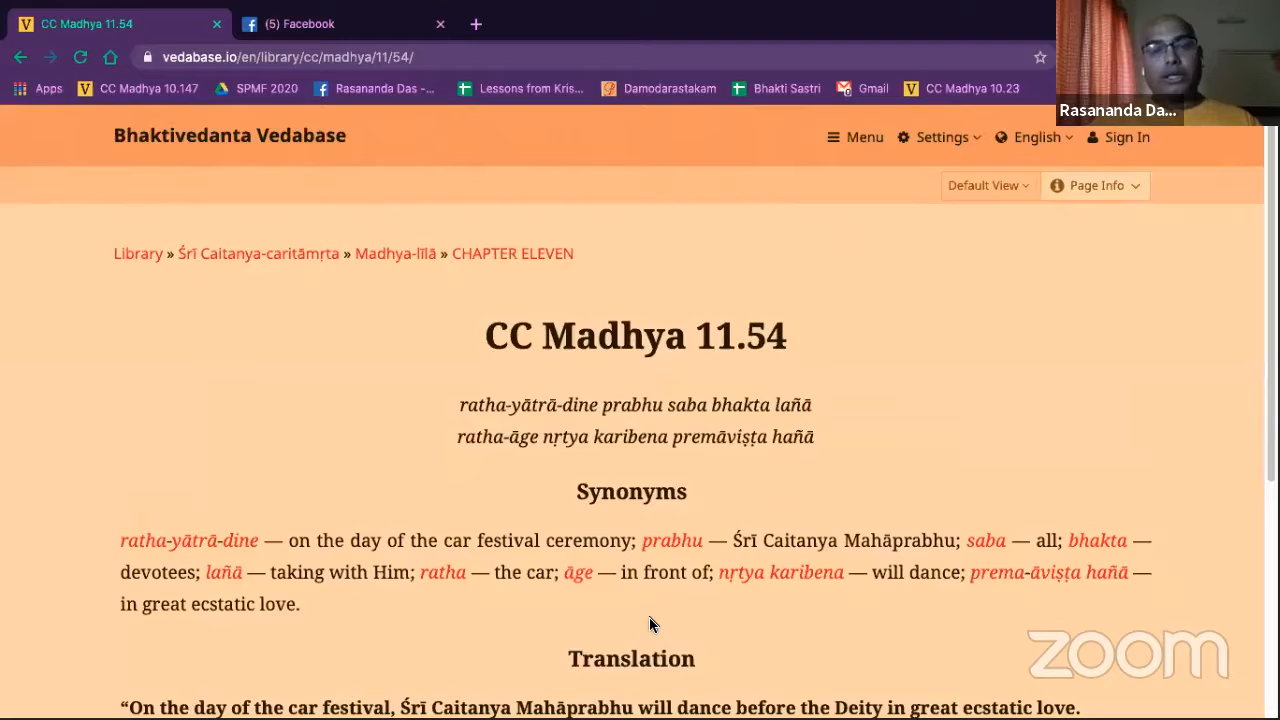 CC Madhya 11.54
(5) Facebook
vedabase.io/en/library/cc/madhya/11/54/
Apps CC Madhya 10.147 SPMF 2020 Rasananda Das -... Lessons from Kris... Damodarastakam Bhakti Sastri Gmail CC Madhya 10.23
Rasananda Da...
Bhaktivedanta Vedabase
Menu Settings English Sign In
Default View Page Info
Library » Śrī Caitanya-caritāmṛta » Madhya-līlā » CHAPTER ELEVEN
CC Madhya 11.54
ratha-yātrā-dine prabhu saba bhakta lañā
ratha-āge nṛtya karibena premāviṣṭa hañā
Synonyms
ratha-yātrā-dine — on the day of the car festival ceremony; prabhu — Śrī Caitanya Mahāprabhu; saba — all; bhakta —
devotees; lañā — taking with Him; ratha — the car; āge — in front of; nṛtya karibena — will dance; prema-āviṣṭa hañā —
in great ecstatic love.
zoom
Translation
“On the day of the car festival, Śrī Caitanya Mahāprabhu will dance before the Deity in great ecstatic love.